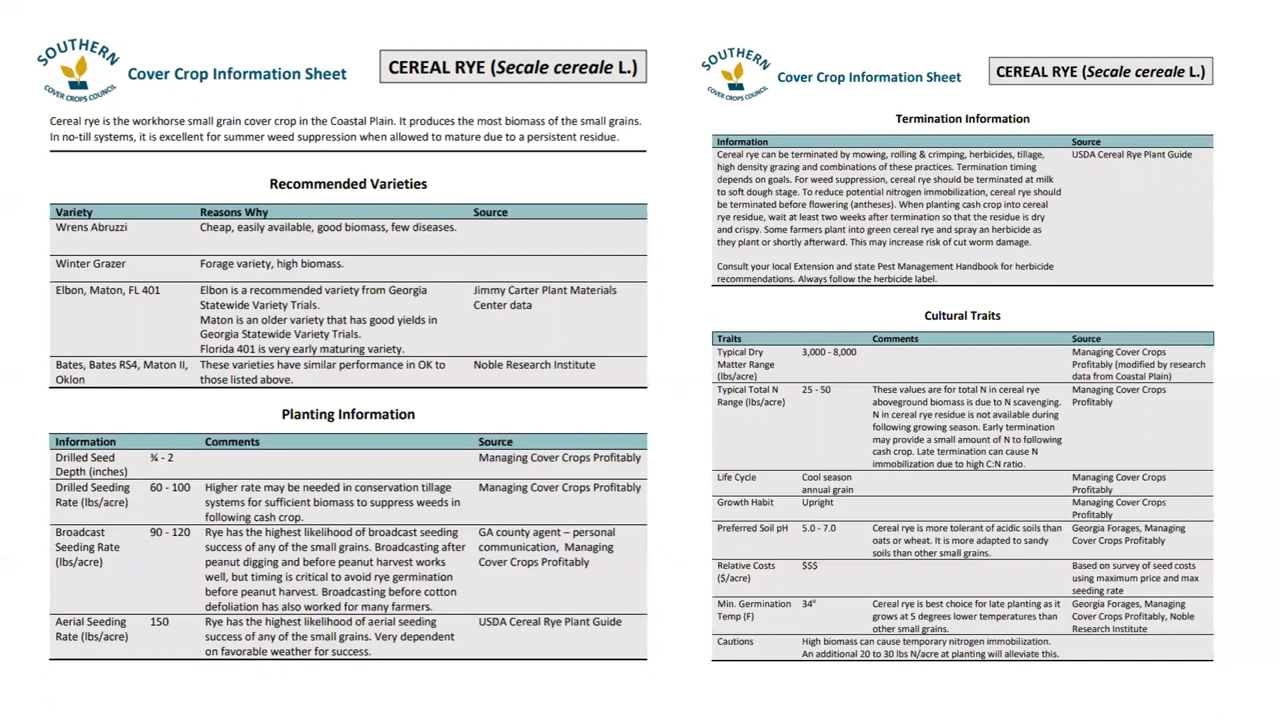 SOUTHERN
COVER CROPS COUNCIL
Cover Crop Information Sheet
CEREAL RYE (Secale cereale L.)
Cereal rye is the workhorse small grain cover crop in the Coastal Plain. It produces the most biomass of the small grains.
In no-till systems, it is excellent for summer weed suppression when allowed to mature due to a persistent residue.
Recommended Varieties
Variety Reasons Why Source
Wrens Abruzzi Cheap, easily available, good biomass, few diseases.
Winter Grazer Forage variety, high biomass.
Elbon, Maton, FL 401 Elbon is a recommended variety from Georgia Jimmy Carter Plant Materials
Statewide Variety Trials. Center data
Maton is an older variety that has good yields in
Georgia Statewide Variety Trials.
Florida 401 is very early maturing variety.
Bates, Bates RS4, Maton II, These varieties have similar performance in OK to Noble Research Institute
Oklon those listed above.
Planting Information
Information Comments Source
Drilled Seed ¾ - 2 Managing Cover Crops Profitably
Depth (inches)
Drilled Seeding 60 - 100 Higher rate may be needed in conservation tillage Managing Cover Crops Profitably
Rate (lbs/acre) systems for sufficient biomass to suppress weeds in
following cash crop.
Broadcast 90 - 120 Rye has the highest likelihood of broadcast seeding GA county agent – personal
Seeding Rate success of any of the small grains. Broadcasting after communication, Managing
(lbs/acre) peanut digging and before peanut harvest works Cover Crops Profitably
well, but timing is critical to avoid rye germination
before peanut harvest. Broadcasting before cotton
defoliation has also worked for many farmers.
Aerial Seeding 150 Rye has the highest likelihood of aerial seeding USDA Cereal Rye Plant Guide
Rate (lbs/acre) success of any of the small grains. Very dependent
on favorable weather for success.
SOUTHERN
COVER CROPS COUNCIL
Cover Crop Information Sheet
CEREAL RYE (Secale cereale L.)
Termination Information
Information Source
Cereal rye can be terminated by mowing, rolling & crimping, herbicides, tillage, USDA Cereal Rye Plant Guide
high density grazing and combinations of these practices. Termination timing
depends on goals. For weed suppression, cereal rye should be terminated at milk
to soft dough stage. To reduce potential nitrogen immobilization, cereal rye should
be terminated before flowering (antheses). When planting cash crop into cereal
rye residue, wait at least two weeks after termination so that the residue is dry
and crispy. Some farmers plant into green cereal rye and spray an herbicide as
they plant or shortly afterward. This may increase risk of cut worm damage.
Consult your local Extension and state Pest Management Handbook for herbicide
recommendations. Always follow the herbicide label.
Cultural Traits
Traits Comments Source
Typical Dry 3,000 - 8,000 Managing Cover Crops
Matter Range Profitably (modified by research
(lbs/acre) data from Coastal Plain)
Typical Total N 25 - 50 These values are for total N in cereal rye Managing Cover Crops
Range (lbs/acre) aboveground biomass is due to N scavenging. Profitably
N in cereal rye residue is not available during
following growing season. Early termination
may provide a small amount of N to following
cash crop. Late termination can cause N
immobilization due to high C:N ratio.
Life Cycle Cool season Managing Cover Crops
annual grain Profitably
Growth Habit Upright Managing Cover Crops
Profitably
Preferred Soil pH 5.0 - 7.0 Cereal rye is more tolerant of acidic soils than Georgia Forages, Managing
oats or wheat. It is more adapted to sandy Cover Crops Profitably
soils than other small grains.
Relative Costs $$$ Based on survey of seed costs
($/acre) using maximum price and max
seeding rate
Min. Germination 34° Cereal rye is best choice for late planting as it Georgia Forages, Managing
Temp (F) grows at 5 degrees lower temperatures than Cover Crops Profitably, Noble
other small grains. Research Institute
Cautions High biomass can cause temporary nitrogen immobilization.
An additional 20 to 30 lbs N/acre at planting will alleviate this.